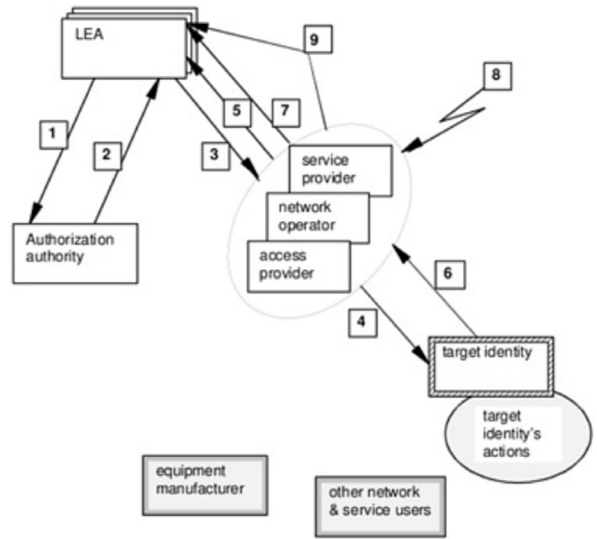 LEA
9
8
1
2
5
7
3
service
provider
network
operator
access
provider
Authorization
authority
6
4
target identity
target
identity's
actions
equipment
manufacturer
other network
& service users